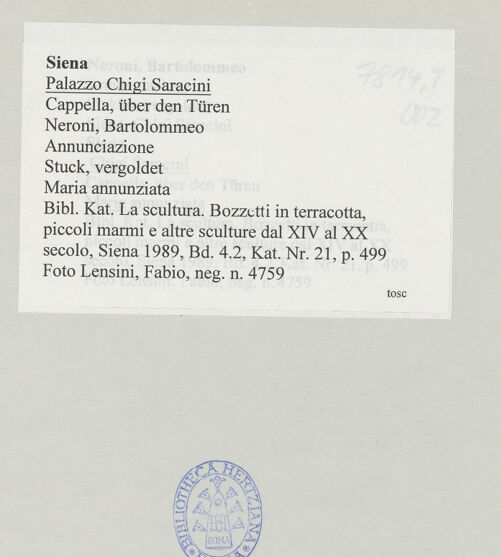 Siena
Palazzo Chigi Saracini
Cappella, über den Türen
Neroni, Bartolommeo
Annunciazione
Stuck, vergoldet
Maria annunziata
Bibl. Kat. La scultura. Bozzetti in terracotta,
piccoli marmi e altre sculture dal XIV al XX
secolo, Siena 1989, Bd. 4.2, Kat. Nr. 21, p. 499
Foto Lensini, Fabio, neg. n. 4759
tosc
BIBLIOTHECA HERTZIANA
ROMA